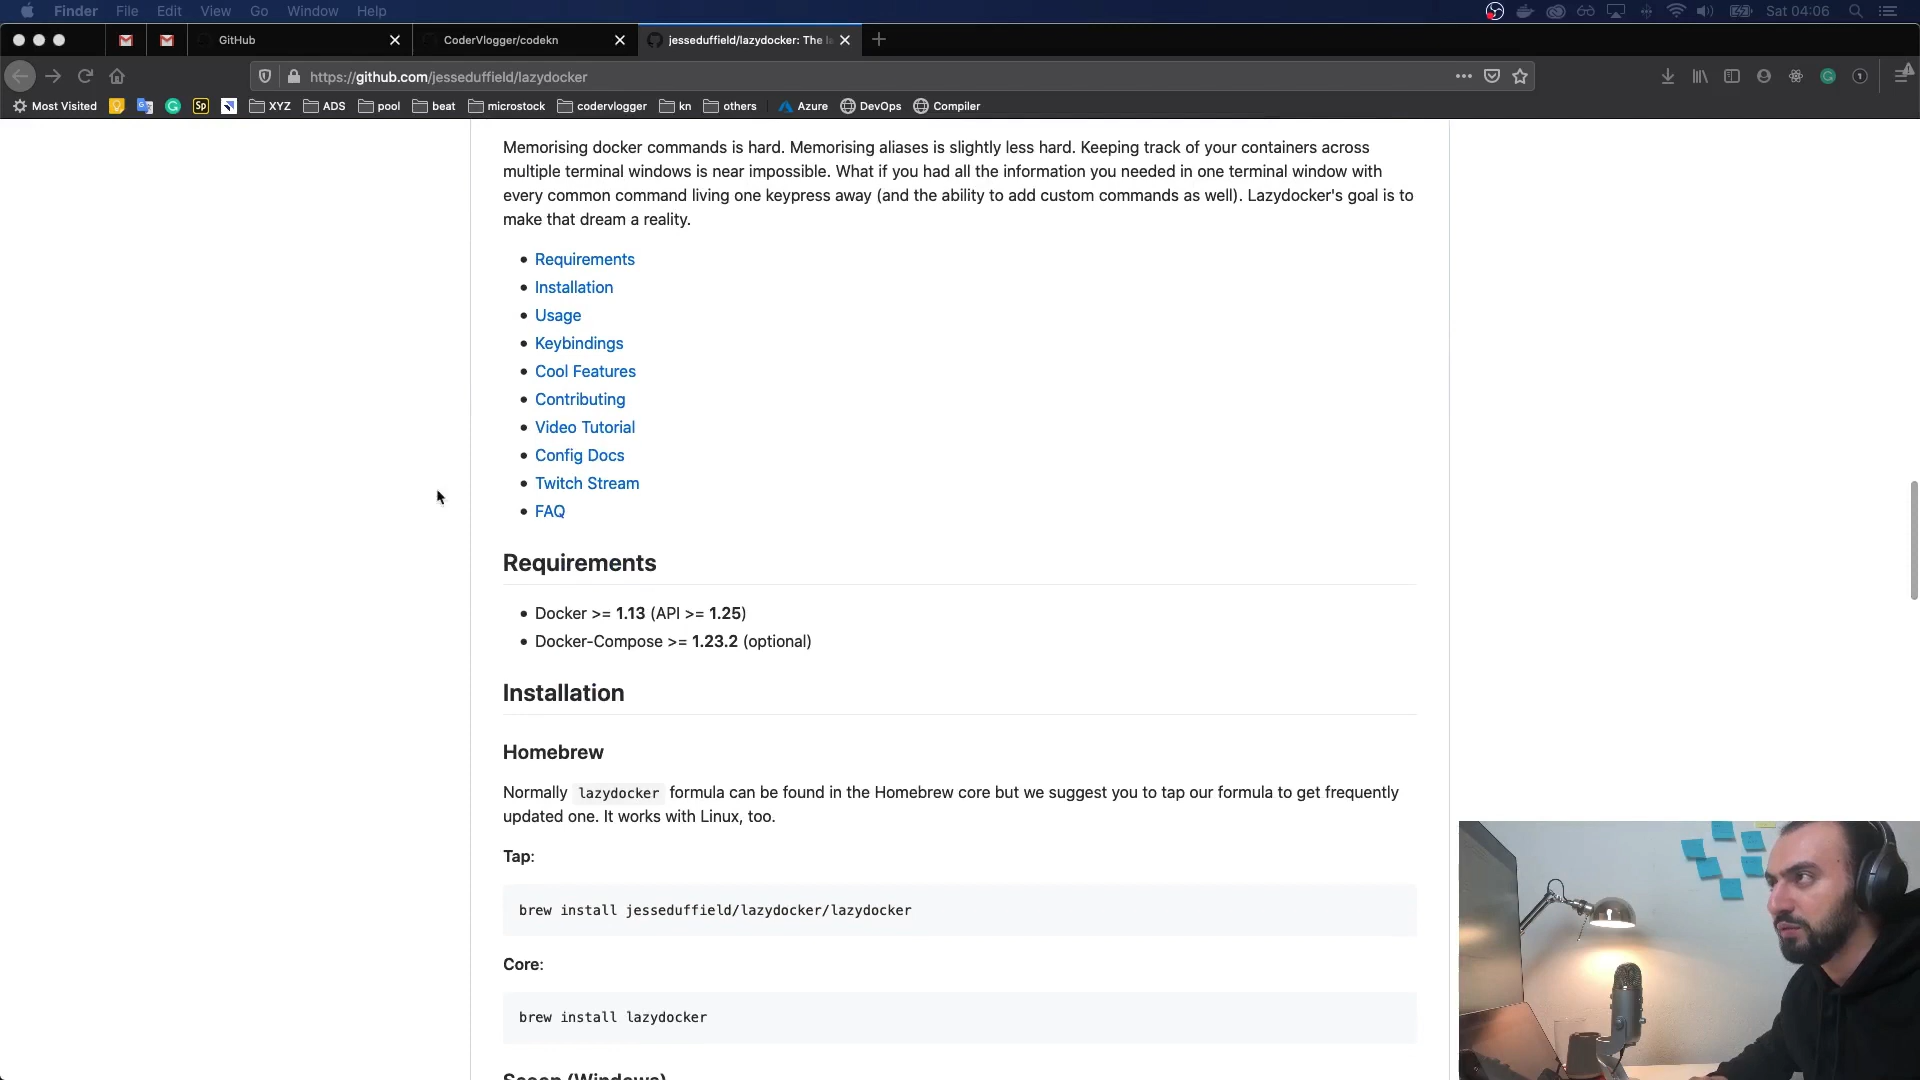 Finder File Edit View Go Window Help Sat 04:06
GitHub CoderVlogger/codekn jesseduffield/lazydocker: The l
https://github.com/jesseduffield/lazydocker
Most Visited Sp XYZ ADS pool beat microstock codervlogger kn others Azure DevOps Compiler
Memorising docker commands is hard. Memorising aliases is slightly less hard. Keeping track of your containers across
multiple terminal windows is near impossible. What if you had all the information you needed in one terminal window with
every common command living one keypress away (and the ability to add custom commands as well). Lazydocker's goal is to
make that dream a reality.
Requirements
Installation
Usage
Keybindings
Cool Features
Contributing
Video Tutorial
Config Docs
Twitch Stream
FAQ
Requirements
Docker >= 1.13 (API >= 1.25)
Docker-Compose >= 1.23.2 (optional)
Installation
Homebrew
Normally lazydocker formula can be found in the Homebrew core but we suggest you to tap our formula to get frequently
updated one. It works with Linux, too.
Tap:
brew install jesseduffield/lazydocker/lazydocker
Core:
brew install lazydocker
Scoop (Windows)